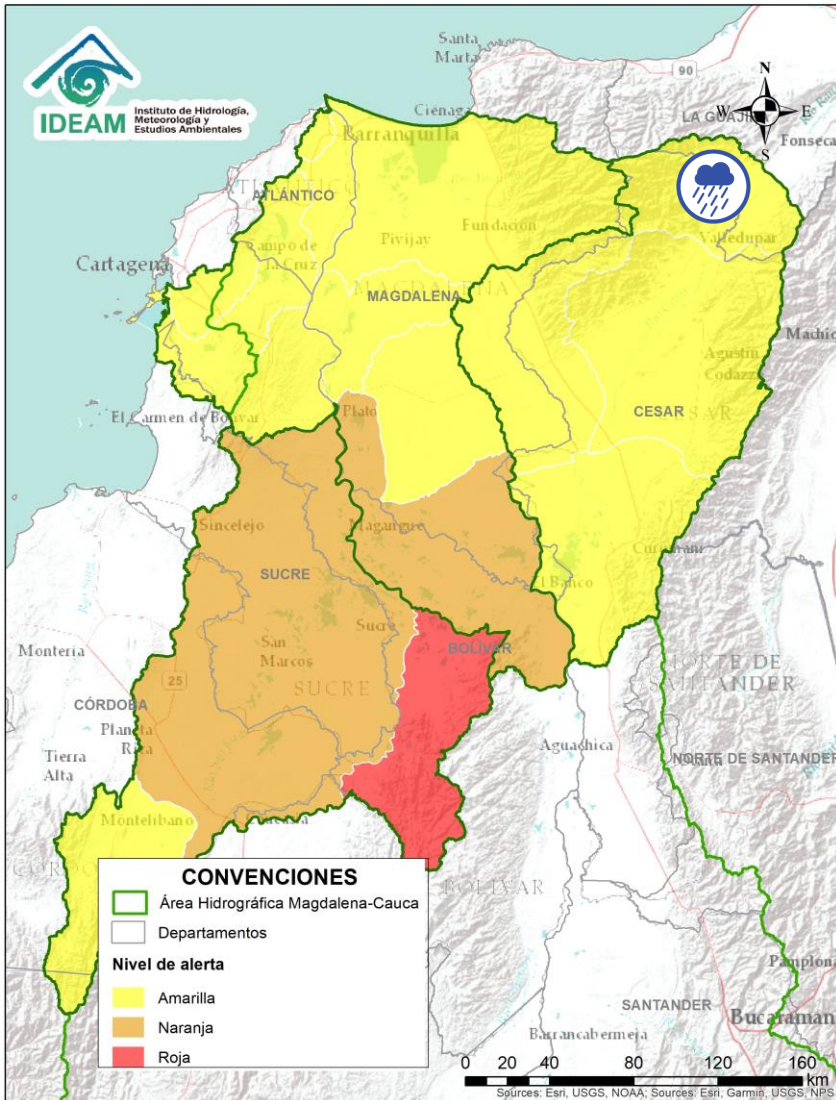 Santa
Marta
90
N
W
E
S
IDEAM
Instituto de Hidrología,
Meteorología y
Estudios Ambientales
Ciénaga
LA GUAJIR
Fonseca
Barranquilla
ATLÁNTICO
Fundación
Valledupar
Cartagena
Campo de
la Cruz
Pivijay
MAGDALENA
MAGDALENA
Agustín
Codazzi
CESAR
El Carmen de Bolívar
Plato
Sincelejo
Magangué
SUCRE
El Banco
Sucre
San
Marcos
Montería
BOLÍVAR
NORTE DE
SANTANDER
25
SUCRE
CÓRDOBA
Planeta
Rica
Aguachica
NORTE DE SANTANDER
Tierra
Alta
Montelíbano
CONVENCIONES
Área Hidrográfica Magdalena-Cauca
Departamentos
BOLÍVAR
Nivel de alerta
Amarilla
Naranja
Roja
Pamplona
SANTANDER
Bucaraman
Barrancabermeja
0 20 40 80 120 160
km
Sources: Esri, USGS, NOAA; Sources: Esri, Garmin, USGS, NPS